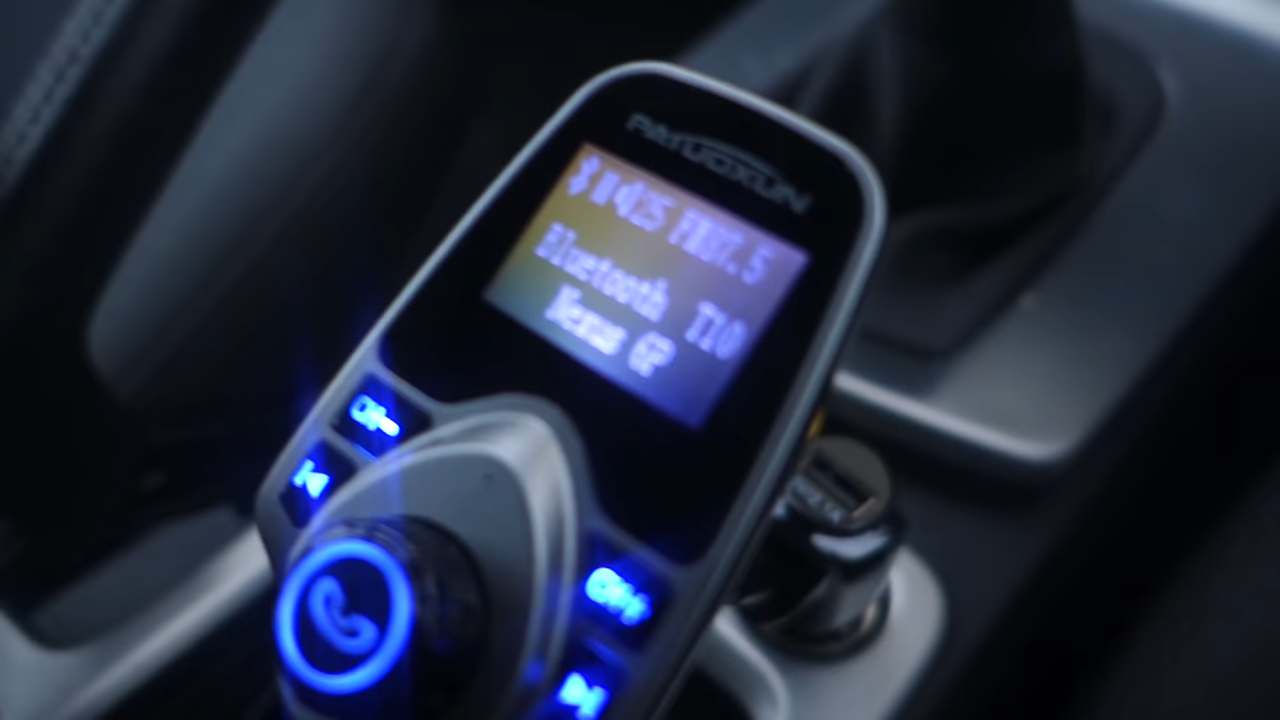 PATUOXUN
FM87.5
Bluetooth T10
Nexus 6P
CH-
CH+